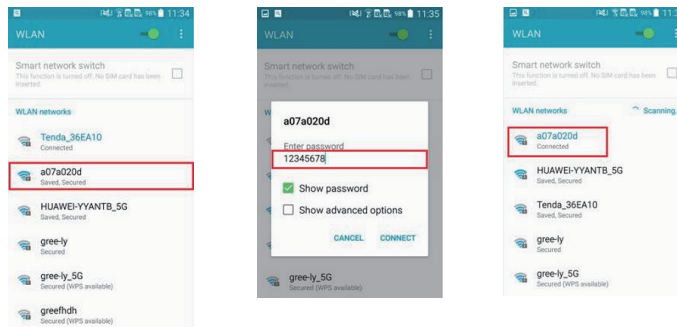 98% 11:34
WLAN
Smart network switch
This function is turned off. No SIM card has been
inserted.
WLAN networks
Tenda_36EA10
Connected
a07a020d
Saved, Secured
HUAWEI-YYANTB_5G
Saved, Secured
gree-ly
Secured
gree-ly_5G
Secured (WPS available)
greefhdh
Secured (WPS available)
98% 11:35
WLAN
Smart network switch
This function is turned off. No SIM card has been
inserted.
W
a07a020d
Enter password
12345678
Show password
Show advanced options
CANCEL CONNECT
gree-ly_5G
Secured (WPS available)
98% 11:3
WLAN
Smart network switch
This function is turned off. No SIM card has been
inserted.
WLAN networks Scanning.
a07a020d
Connected
HUAWEI-YYANTB_5G
Saved, Secured
Tenda_36EA10
Saved, Secured
gree-ly
Secured
gree-ly_5G
Secured (WPS available)